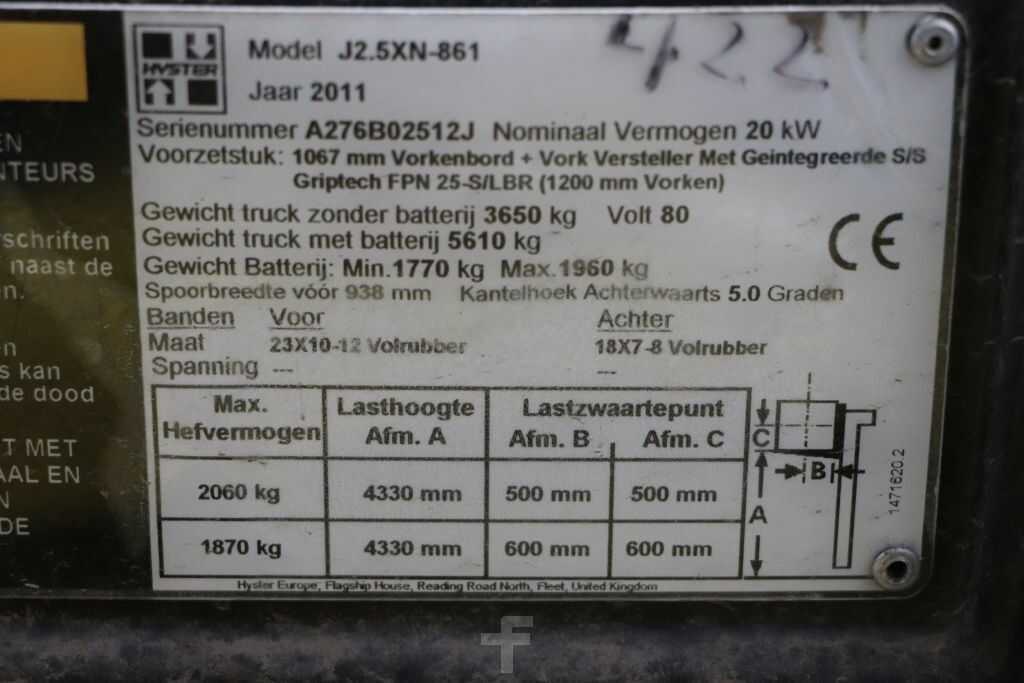 422
HYSTER
Model J2.5XN-861
Jaar 2011
Serienummer A276B02512J Nominaal Vermogen 20 kW
Voorzetstuk: 1067 mm Vorkenbord + Vork Versteller Met Geintegreerde S/S
Griptech FPN 25-S/LBR (1200 mm Vorken)
Gewicht truck zonder batterij 3650 kg Volt 80
Gewicht truck met batterij 5610 kg
Gewicht Batterij: Min.1770 kg Max.1960 kg
CE
Spoorbreedte vóór 938 mm Kantelhoek Achterwaarts 5.0 Graden
Banden Voor Achter
Maat 23X10-12 Volrubber 18X7-8 Volrubber
Spanning --- ---
Max. Hefvermogen Lasthoogte Afm. A Lastzwaartepunt Afm. B Afm. C
2060 kg 4330 mm 500 mm 500 mm
1870 kg 4330 mm 600 mm 600 mm
C
B
A
1471620.2
Hyster Europe, Flagship House, Reading Road North, Fleet, United Kingdom
EN
NTEURS
schriften
naast de
en.
n
s kan
de dood
T MET
AAL EN
N
DE
f